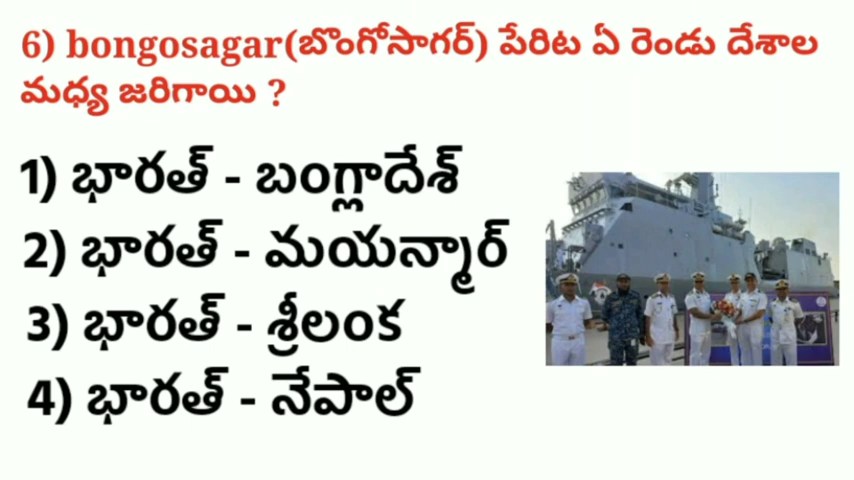 6) bongosagar(బొంగోసాగర్) పేరిట ఏ రెండు దేశాల
మధ్య జరిగాయి ?
1) భారత్ - బంగ్లాదేశ్
2) భారత్ - మయన్మార్
3) భారత్ - శ్రీలంక
4) భారత్ - నేపాల్